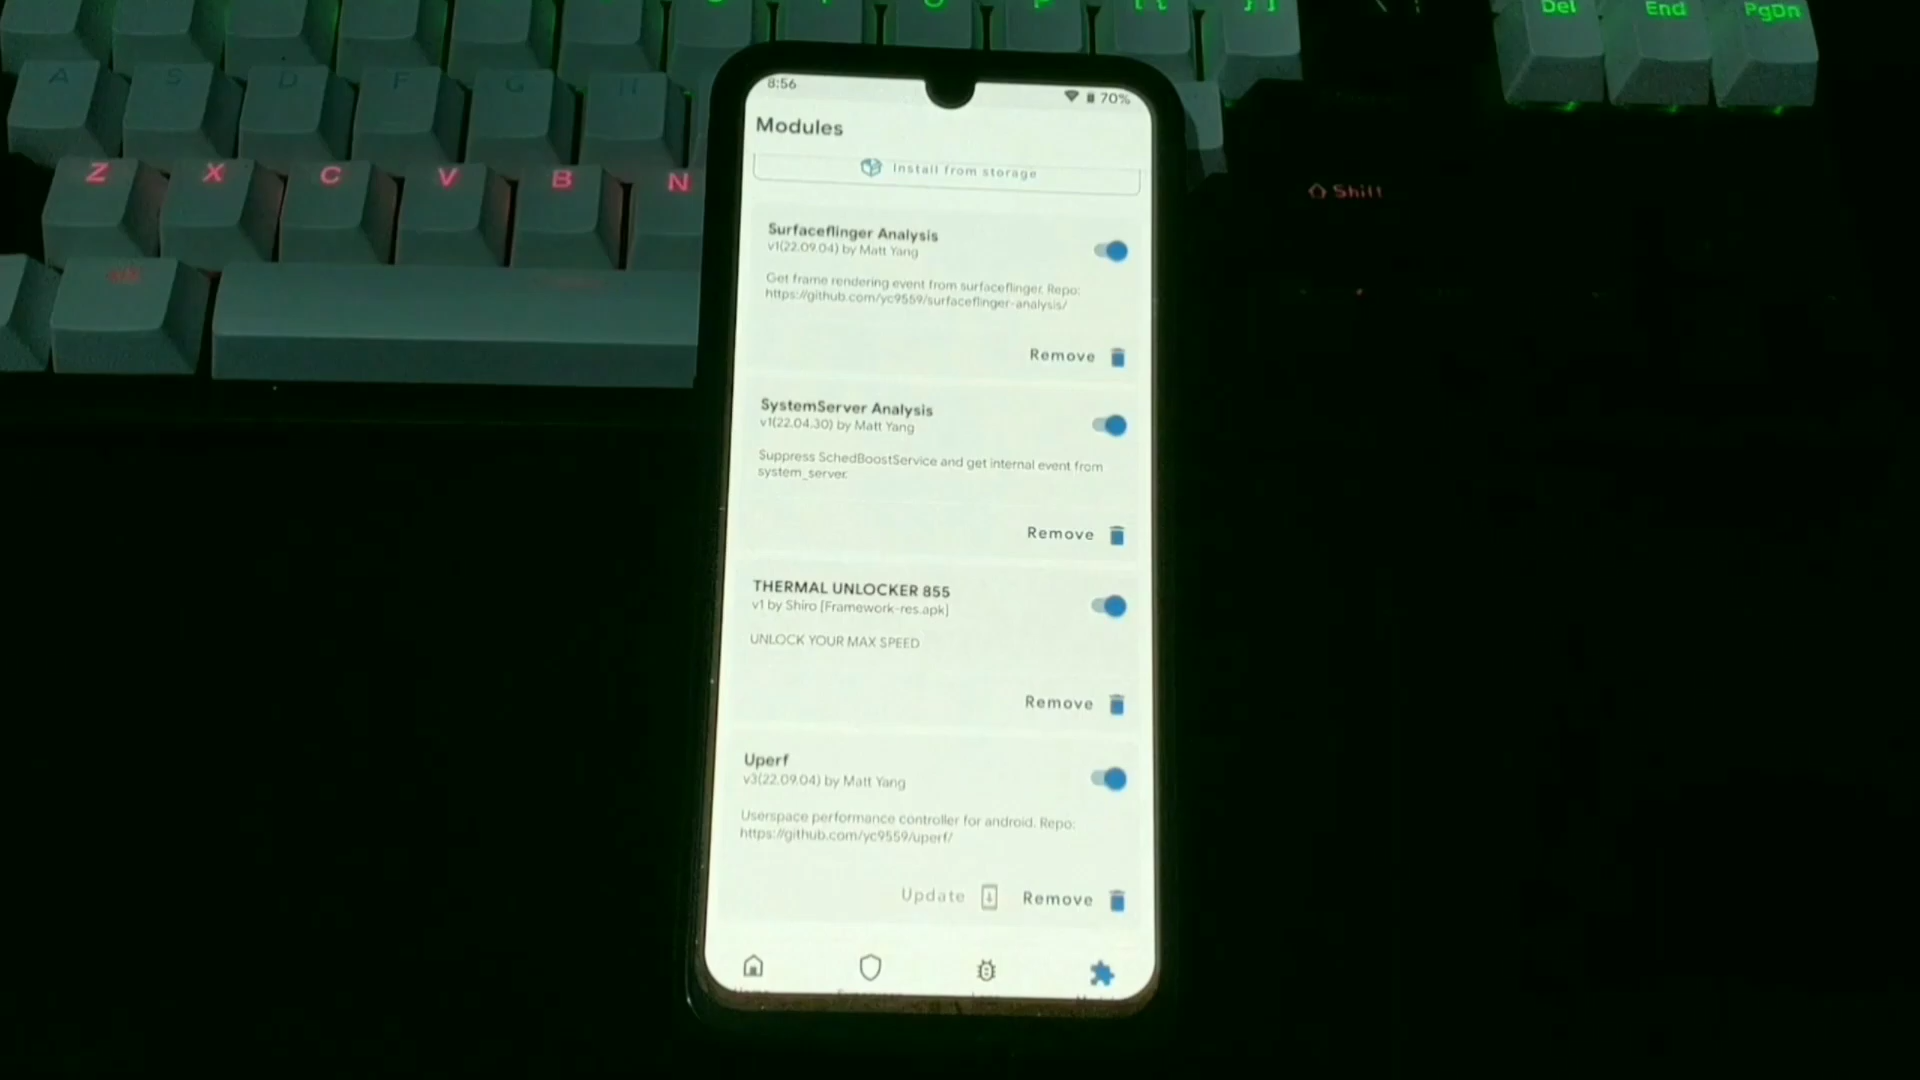 Del End PgDn
A S D F G H
Z X C V B N
Shift
8:56
70%
Modules
Install from storage
Surfaceflinger Analysis
v1(22.09.04) by Matt Yang
Get frame rendering event from surfaceflinger. Repo:
https://github.com/yc9559/surfaceflinger-analysis/
Remove
SystemServer Analysis
v1(22.04.30) by Matt Yang
Suppress SchedBoostService and get internal event from
system_server.
Remove
THERMAL UNLOCKER 855
v1 by Shiro [Framework-res.apk]
UNLOCK YOUR MAX SPEED
Remove
Uperf
v3(22.09.04) by Matt Yang
Userspace performance controller for android. Repo:
https://github.com/yc9559/uperf/
Update Remove